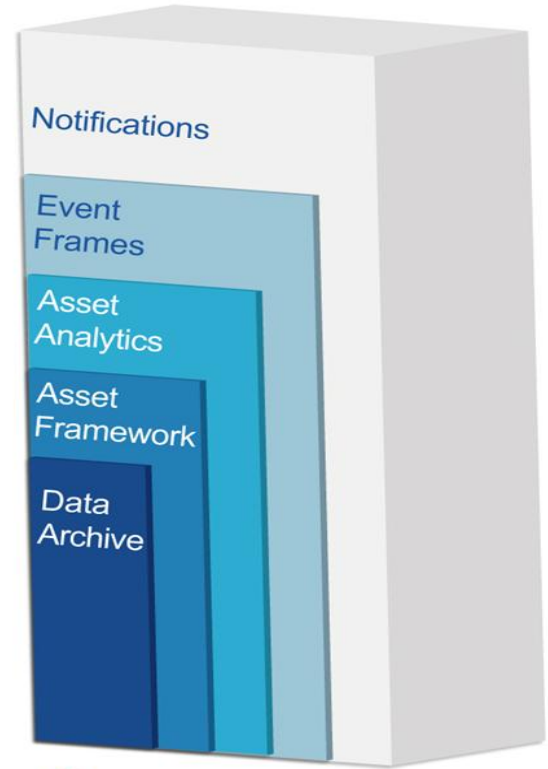 Notifications
Event
Frames
Asset
Analytics
Asset
Framework
Data
Archive